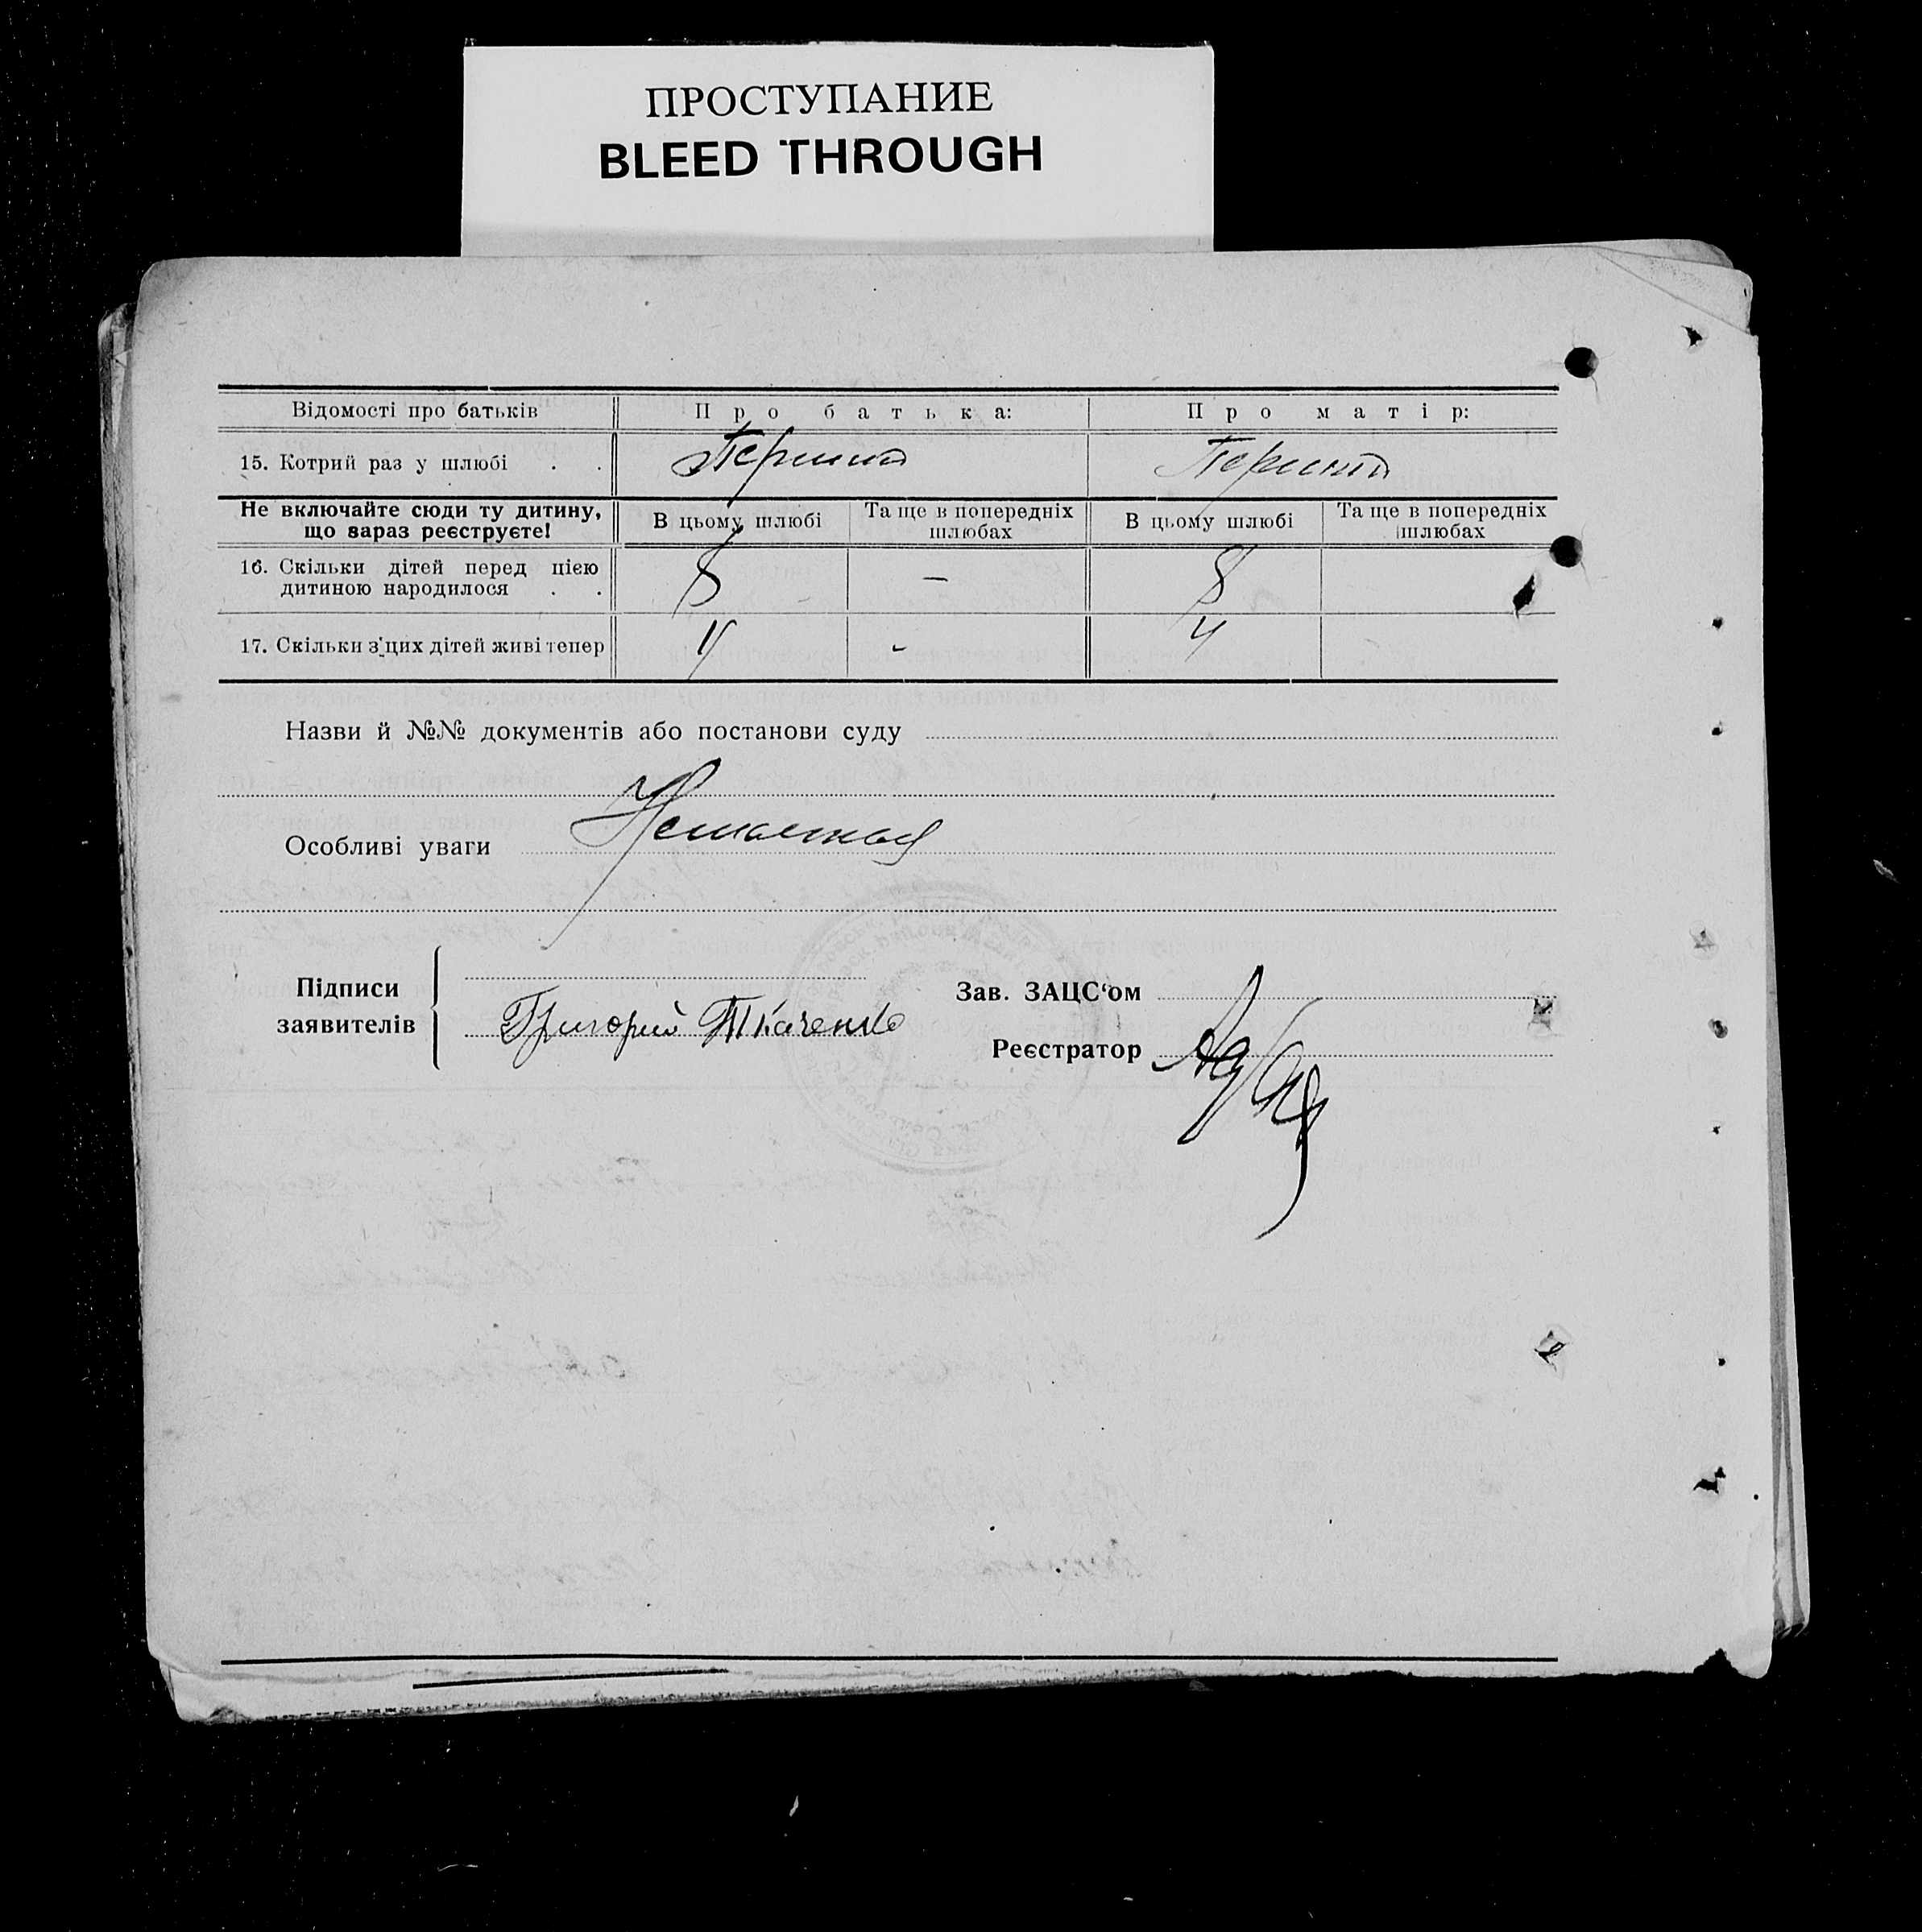 ПРОСТУПАНИЕ
BLEED THROUGH
Відомості про батьків Про батька: Про матір:
15. Котрий раз у шлюбі . .
Не включайте сюди ту дитину, що зараз реєструєте! В цьому шлюбі Та ще в попередніх шлюбах В цьому шлюбі Та ще в попередніх шлюбах
16. Скільки дітей перед цією дитиною народилося . . 8 — 8
17. Скільки з цих дітей живі тепер 4 - 4
Назви й №№ документів або постанови суду
Особливі уваги
Підписи заявителів
Григорий Ткаченко
Зав. ЗАЦС‘ом
Реєстратор